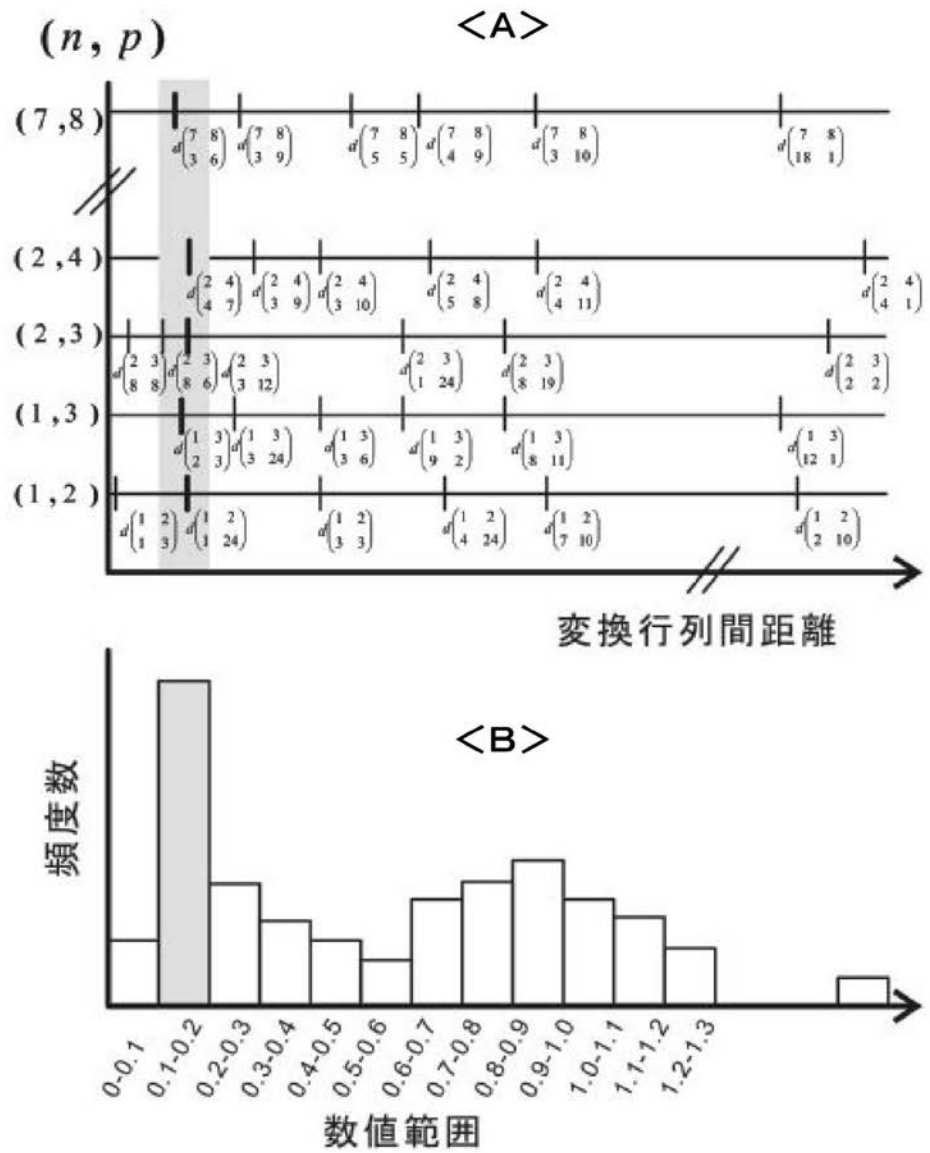 <A>
(n, p)
(7,8)
d(7 8 3 6) d(7 8 3 9) d(7 8 5 5) d(7 8 4 9) d(7 8 3 10) d(7 8 18 1)
(2,4)
d(2 4 4 7) d(2 4 3 9) d(2 4 3 10) d(2 4 5 8) d(2 4 4 11) d(2 4 4 1)
(2,3)
d(2 3 8 8) d(2 3 8 6) d(2 3 3 12) d(2 3 1 24) d(2 3 8 19) d(2 3 2 2)
(1,3)
d(1 3 2 3) d(1 3 3 24) d(1 3 3 6) d(1 3 9 2) d(1 3 8 11) d(1 3 12 1)
(1,2)
d(1 2 1 3) d(1 2 1 24) d(1 2 3 3) d(1 2 4 24) d(1 2 7 10) d(1 2 2 10)
変換行列間距離
<B>
頻度数
0-0.1 0.1-0.2 0.2-0.3 0.3-0.4 0.4-0.5 0.5-0.6 0.6-0.7 0.7-0.8 0.8-0.9 0.9-1.0 1.0-1.1 1.1-1.2 1.2-1.3
数値範囲